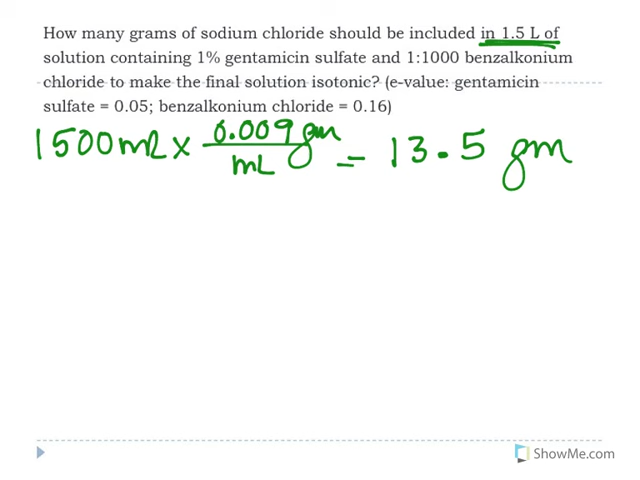 How many grams of sodium chloride should be included in 1.5 L of
solution containing 1% gentamicin sulfate and 1:1000 benzalkonium
chloride to make the final solution isotonic? (e-value: gentamicin
sulfate = 0.05; benzalkonium chloride = 0.16)
1500mL x 0.009 gm / mL = 13.5 gm
ShowMe.com